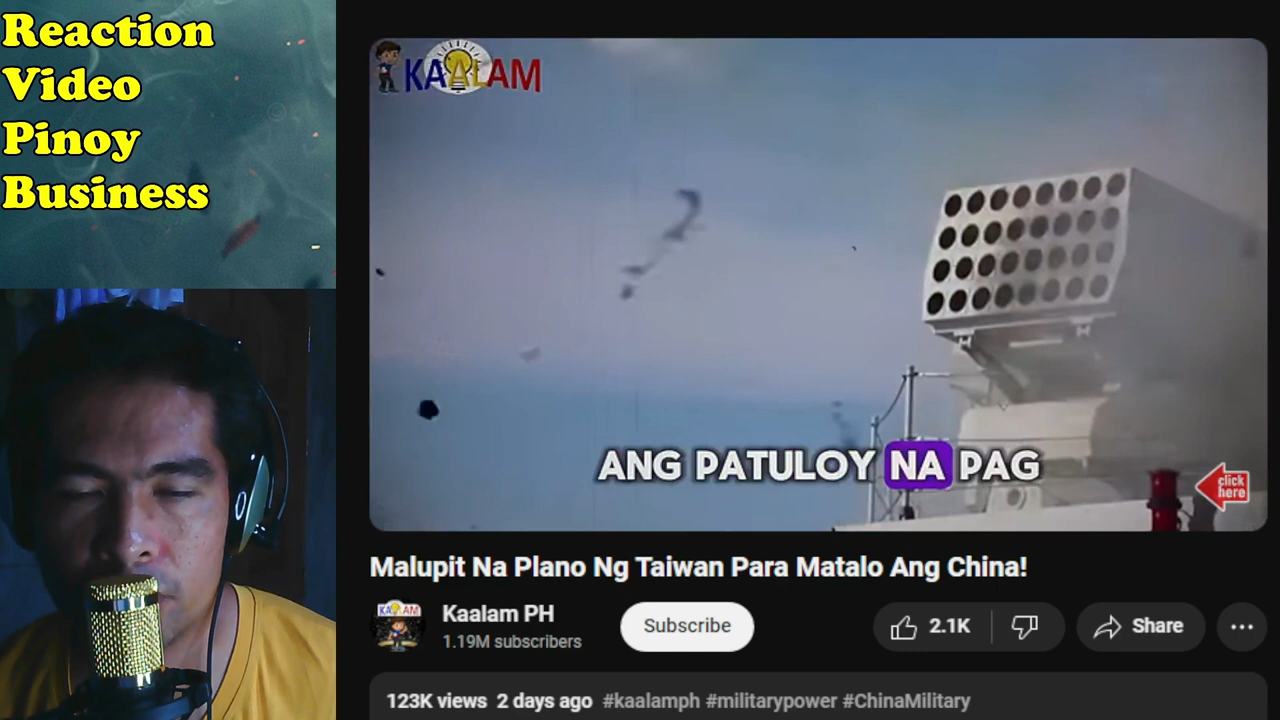 Reaction
Video
Pinoy
Business
KAALAM
ANG PATULOY NA PAG
click
here
Malupit Na Plano Ng Taiwan Para Matalo Ang China!
KAALAM
Kaalam PH
1.19M subscribers
Subscribe
2.1K
Share
123K views 2 days ago #kaalamph #militarypower #ChinaMilitary